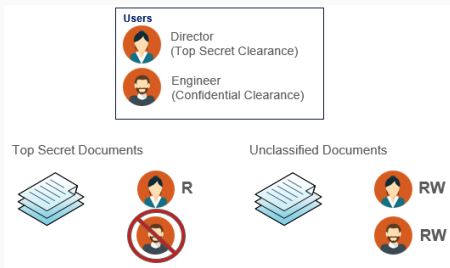 Users
Director
(Top Secret Clearance)
Engineer
(Confidential Clearance)
Top Secret Documents
Unclassified Documents
R
RW
RW